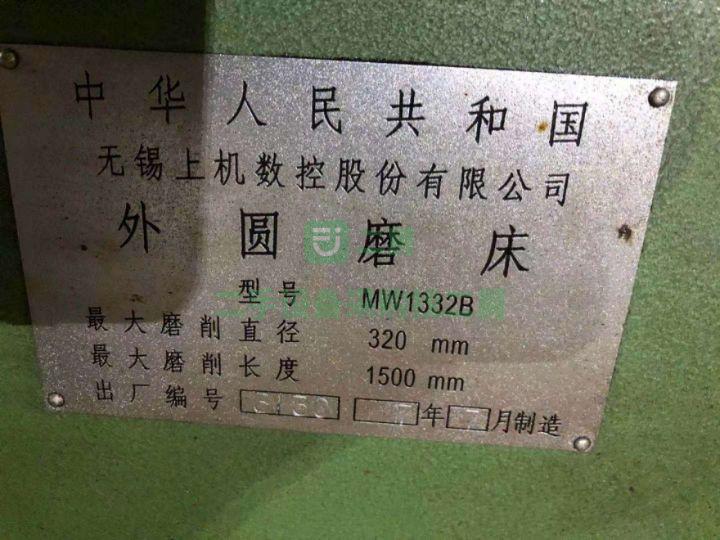 中华人民共和国
无锡上机数控股份有限公司
外圆磨床
型号 MW1332B
最大磨削直径 320 mm
最大磨削长度 1500 mm
出厂编号 年 月制造